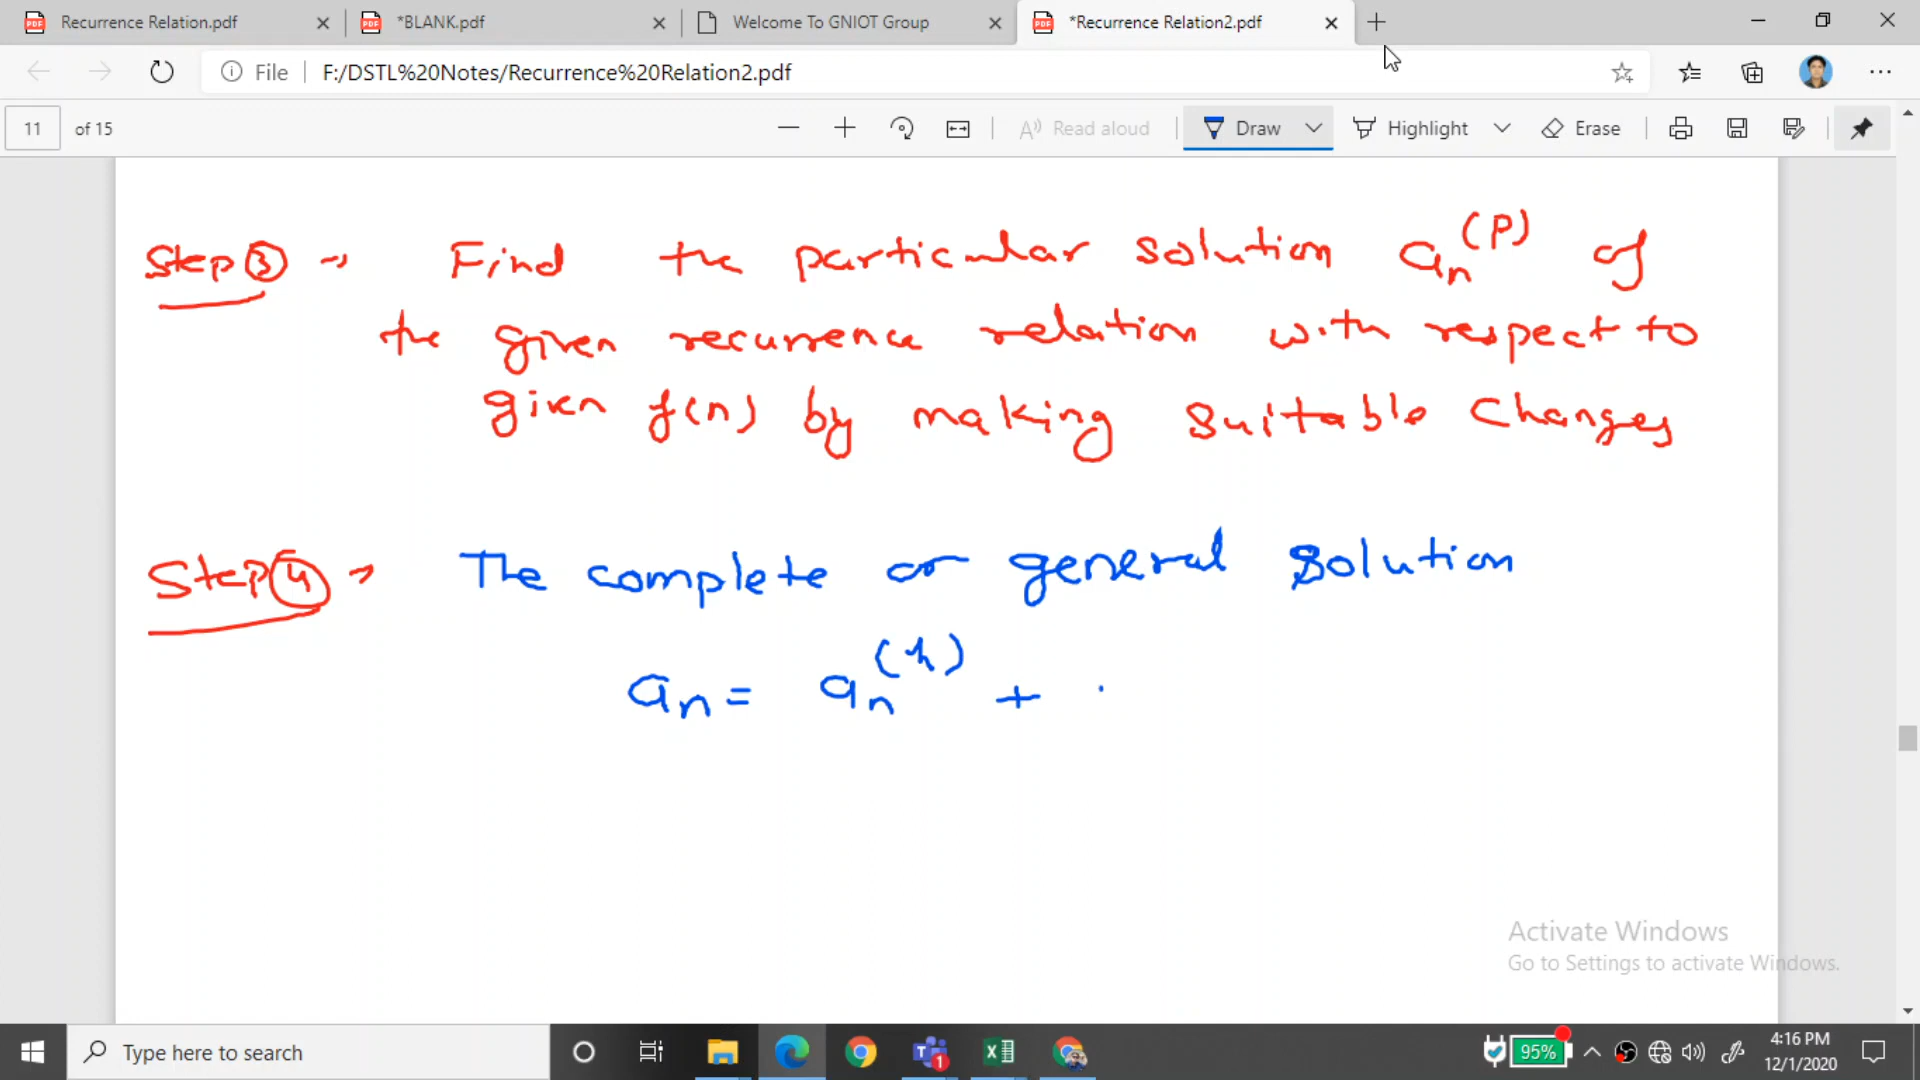 Recurrence Relation.pdf
*BLANK.pdf
Welcome To GNIOT Group
*Recurrence Relation2.pdf
File
F:/DSTL%20Notes/Recurrence%20Relation2.pdf
11 of 15
Read aloud
Draw
Highlight
Erase
Step ③ → Find the particular solution aₙ⁽ᵖ⁾ of
the given recurrence relation with respect to
given f(n) by making suitable changes
Step ④ → The complete or general solution
aₙ = aₙ⁽ʰ⁾ +
Activate Windows
Go to Settings to activate Windows.
Type here to search
1
95%
4:16 PM
12/1/2020